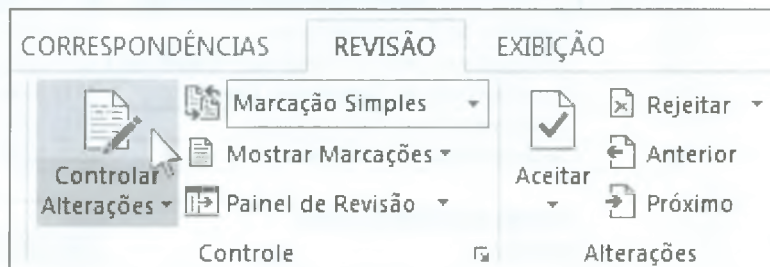 CORRESPONDÊNCIAS REVISÃO EXIBIÇÃO
Controlar Alterações
Marcação Simples
Mostrar Marcações
Painel de Revisão
Controle
Aceitar
Rejeitar
Anterior
Próximo
Alterações